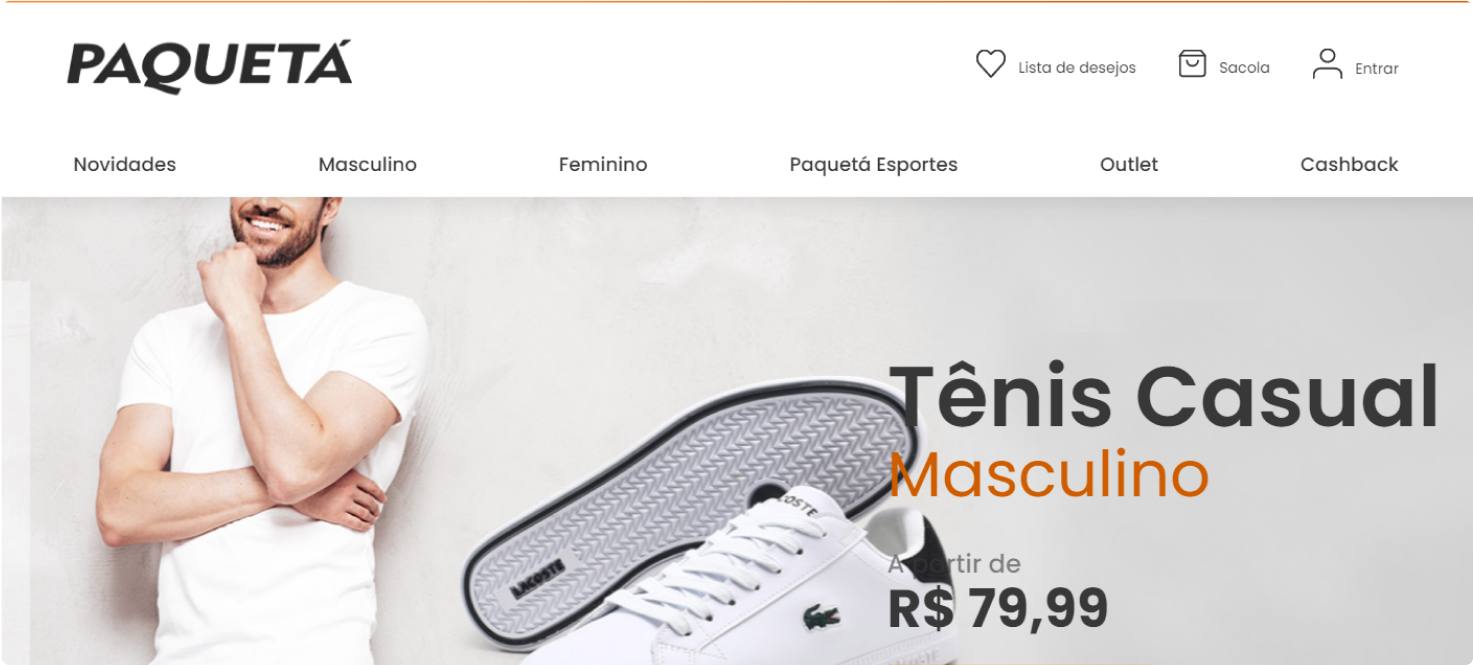 PAQUETÁ
Lista de desejos
Sacola
Entrar
Novidades
Masculino
Feminino
Paquetá Esportes
Outlet
Cashback
Tênis Casual
Masculino
LACOSTE
LACOSTE
A partir de
R$ 79,99